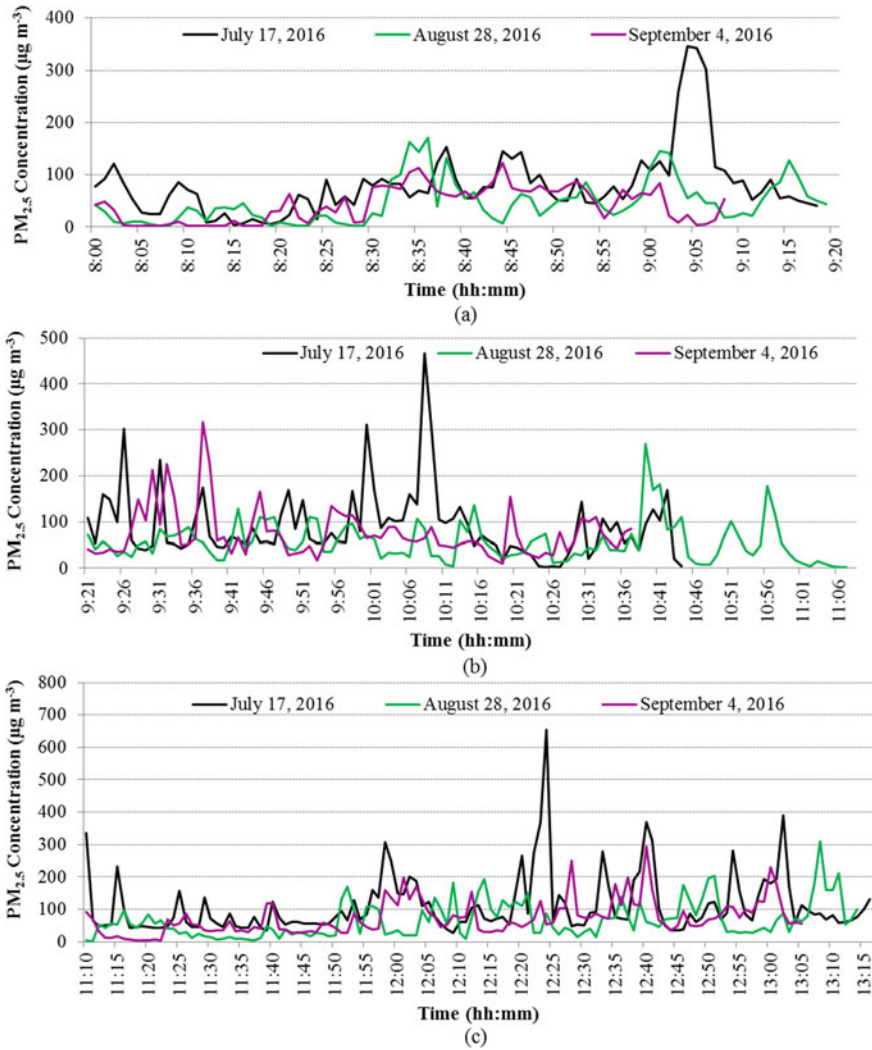 July 17, 2016 August 28, 2016 September 4, 2016
PM2.5 Concentration (µg m-3)
400
300
200
100
0
8:00 8:05 8:10 8:15 8:20 8:25 8:30 8:35 8:40 8:45 8:50 8:55 9:00 9:05 9:10 9:15 9:20
Time (hh:mm)
(a)
July 17, 2016 August 28, 2016 September 4, 2016
PM2.5 Concentration (µg m-3)
500
400
300
200
100
0
9:21 9:26 9:31 9:36 9:41 9:46 9:51 9:56 10:01 10:06 10:11 10:16 10:21 10:26 10:31 10:36 10:41 10:46 10:51 10:56 11:01 11:06
Time (hh:mm)
(b)
July 17, 2016 August 28, 2016 September 4, 2016
PM2.5 Concentration (µg m-3)
800
700
600
500
400
300
200
100
0
11:10 11:15 11:20 11:25 11:30 11:35 11:40 11:45 11:50 11:55 12:00 12:05 12:10 12:15 12:20 12:25 12:30 12:35 12:40 12:45 12:50 12:55 13:00 13:05 13:10 13:15
Time (hh:mm)
(c)